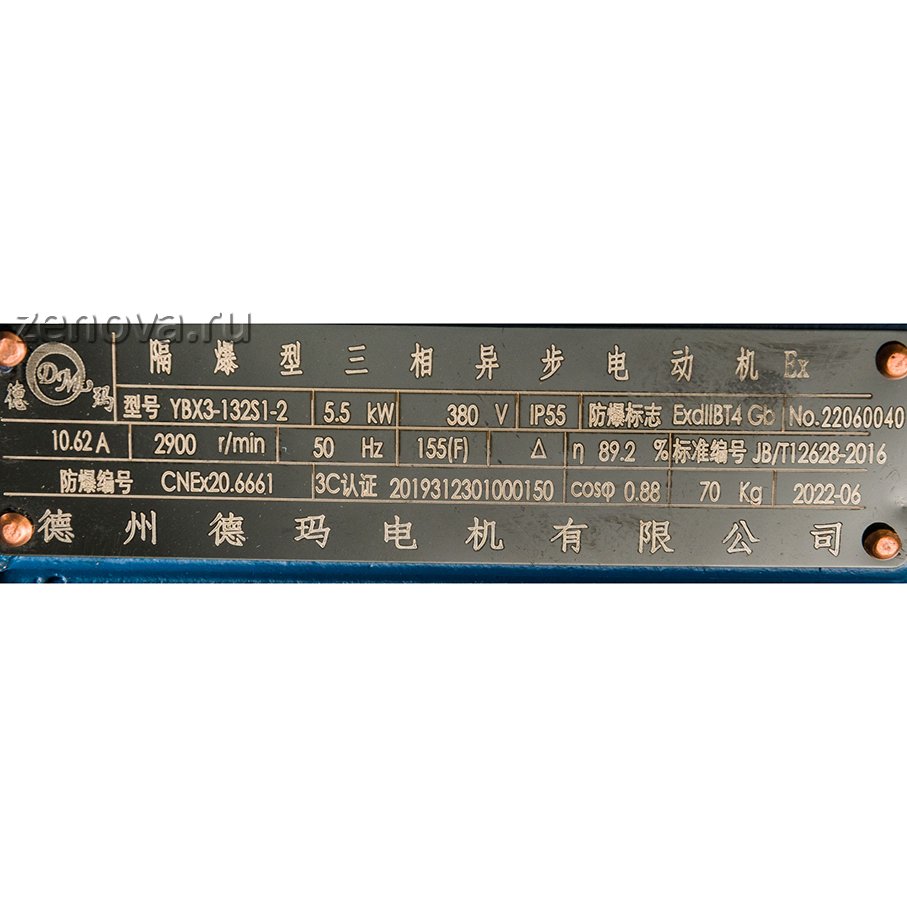 zenova.ru
隔爆型三相异步电动机 Ex
DM
德 玛
型号 YBX3-132S1-2 5.5 kW 380 V IP55 防爆标志 ExdIIBT4 Gb No.22060040
10.62 A 2900 r/min 50 Hz 155(F) Δ η 89.2 % 标准编号 JB/T12628-2016
防爆编号 CNEx20.6661 3C认证 2019312301000150 cosφ 0.88 70 Kg 2022-06
德州德玛电机有限公司